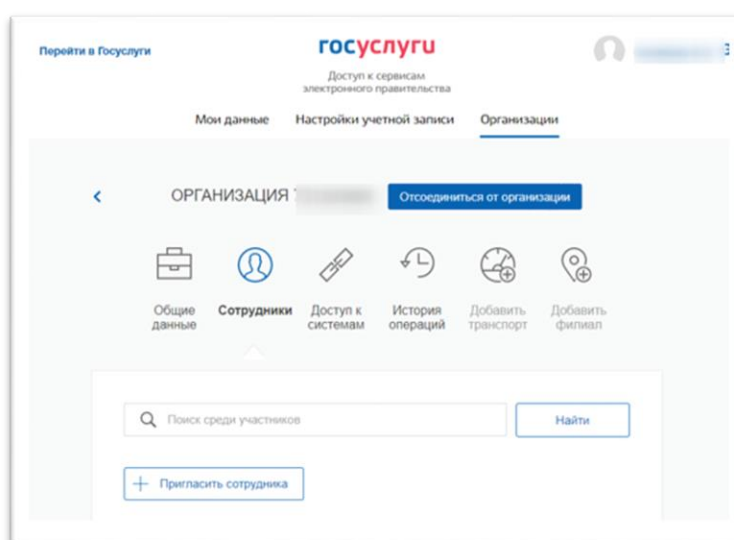 Перейти в Госуслуги
госуслуги
Доступ к сервисам
электронного правительства
Мои данные Настройки учетной записи Организации
ОРГАНИЗАЦИЯ
Отсоединиться от организации
Общие данные
Сотрудники
Доступ к системам
История операций
Добавить транспорт
Добавить филиал
Поиск среди участников
Найти
Пригласить сотрудника